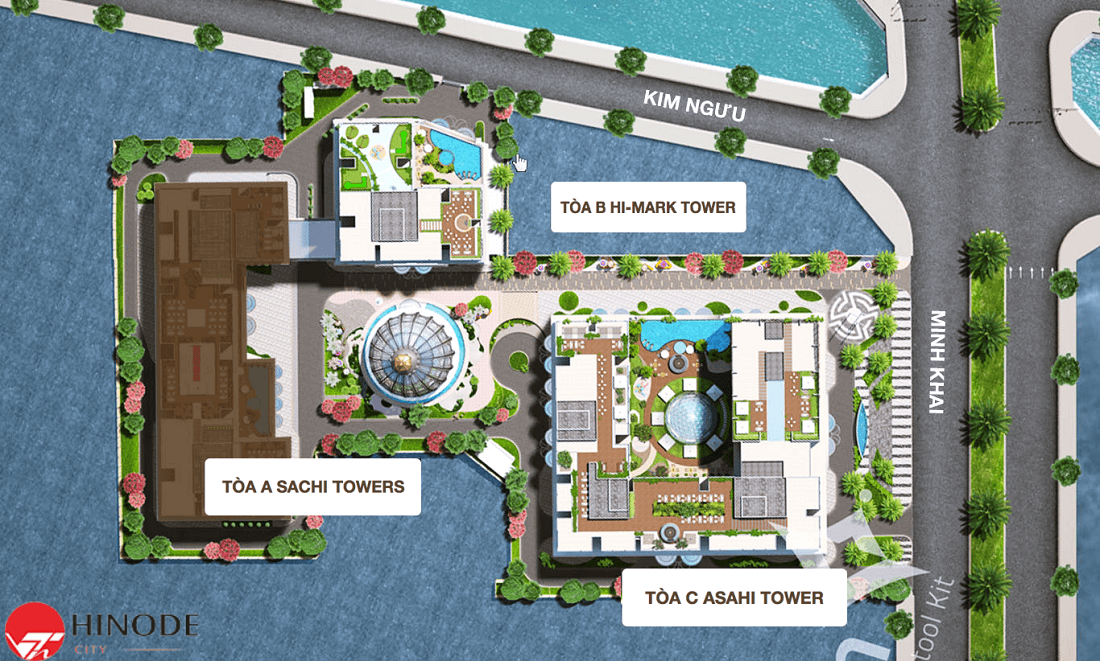 KIM NGƯU
TÒA B HI-MARK TOWER
MINH KHAI
TÒA A SACHI TOWERS
TÒA C ASAHI TOWER
HINODE
CITY
tool Kit